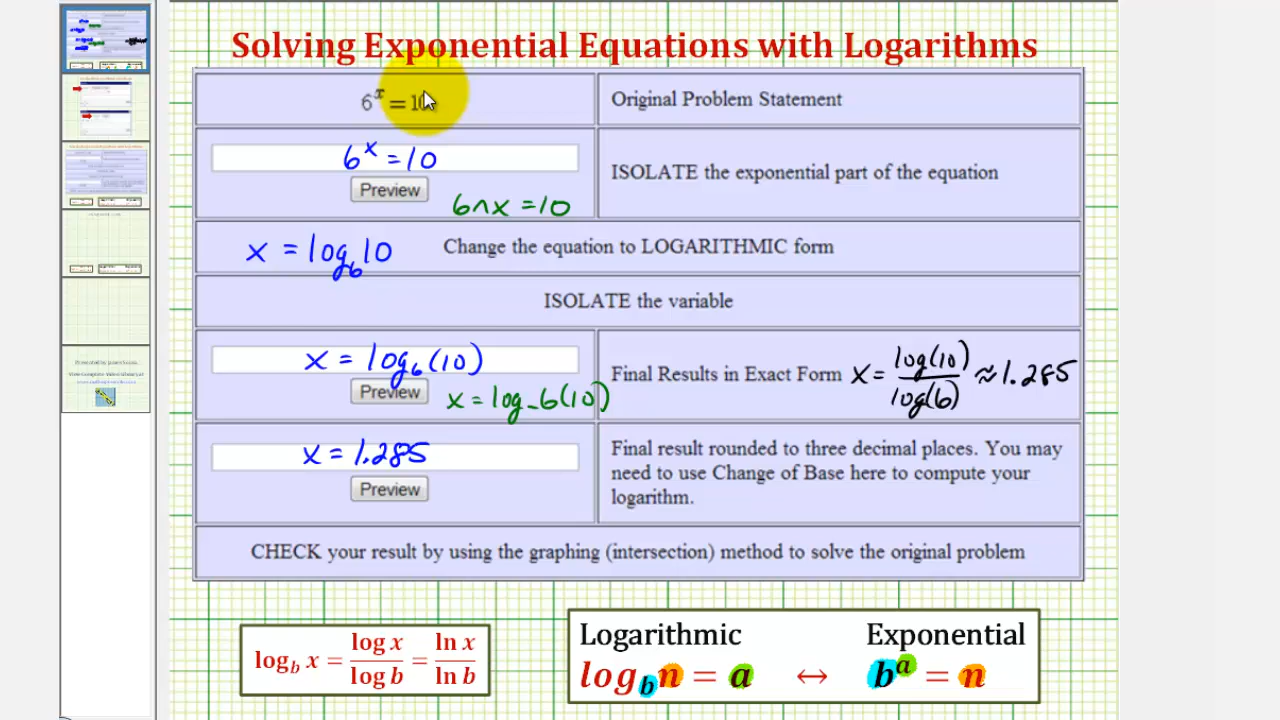 Solving Exponential Equations with Logarithms
6^x = 10
Original Problem Statement
6^x = 10
Preview
6^x = 10
ISOLATE the exponential part of the equation
x = log_6 10
Change the equation to LOGARITHMIC form
ISOLATE the variable
x = log_6 (10)
Preview
x = log_6(10)
Final Results in Exact Form
x = log(10) / log(6) ≈ 1.285
x = 1.285
Preview
Final result rounded to three decimal places. You may
need to use Change of Base here to compute your
logarithm.
CHECK your result by using the graphing (intersection) method to solve the original problem
log_b x = log x / log b = ln x / ln b
Logarithmic
Exponential
log_b n = a ↔ b^a = n